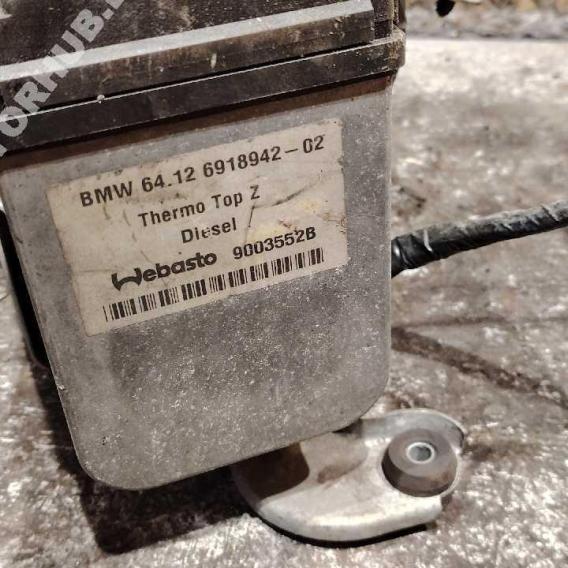 BMW 64.12 6918942-02
Thermo Top Z
Diesel
Webasto 9003552B